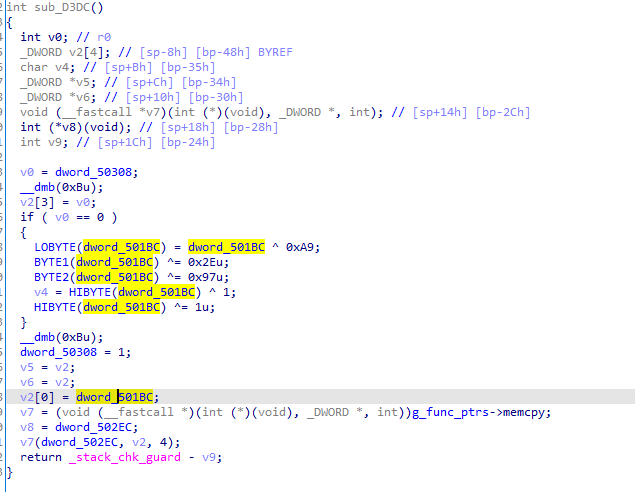 int sub_D3DC()
{
int v0; // r0
_DWORD v2[4]; // [sp-8h] [bp-48h] BYREF
char v4; // [sp+Bh] [bp-35h]
_DWORD *v5; // [sp+Ch] [bp-34h]
_DWORD *v6; // [sp+10h] [bp-30h]
void (__fastcall *v7)(int (*)(void), _DWORD *, int); // [sp+14h] [bp-2Ch]
int (*v8)(void); // [sp+18h] [bp-28h]
int v9; // [sp+1Ch] [bp-24h]
v0 = dword_50308;
__dmb(0xBu);
v2[3] = v0;
if ( v0 == 0 )
{
LOBYTE(dword_501BC) = dword_501BC ^ 0xA9;
BYTE1(dword_501BC) ^= 0x2Eu;
BYTE2(dword_501BC) ^= 0x97u;
v4 = HIBYTE(dword_501BC) ^ 1;
HIBYTE(dword_501BC) ^= 1u;
}
__dmb(0xBu);
dword_50308 = 1;
v5 = v2;
v6 = v2;
v2[0] = dword_501BC;
v7 = (void (__fastcall *)(int (*)(void), _DWORD *, int))g_func_ptrs->memcpy;
v8 = dword_502EC;
v7(dword_502EC, v2, 4);
return _stack_chk_guard - v9;
}